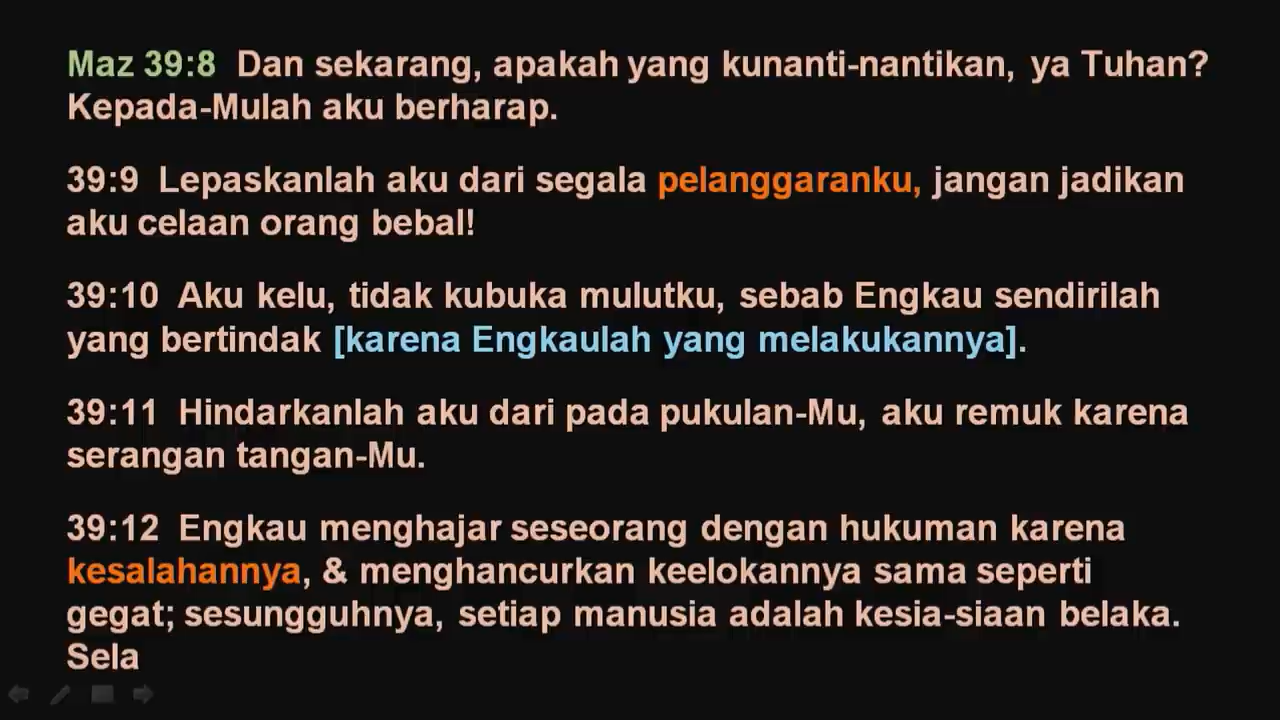 Maz 39:8 Dan sekarang, apakah yang kunanti-nantikan, ya Tuhan?
Kepada-Mulah aku berharap.
39:9 Lepaskanlah aku dari segala pelanggaranku, jangan jadikan
aku celaan orang bebal!
39:10 Aku kelu, tidak kubuka mulutku, sebab Engkau sendirilah
yang bertindak [karena Engkaulah yang melakukannya].
39:11 Hindarkanlah aku dari pada pukulan-Mu, aku remuk karena
serangan tangan-Mu.
39:12 Engkau menghajar seseorang dengan hukuman karena
kesalahannya, & menghancurkan keelokannya sama seperti
gegat; sesungguhnya, setiap manusia adalah kesia-siaan belaka.
Sela